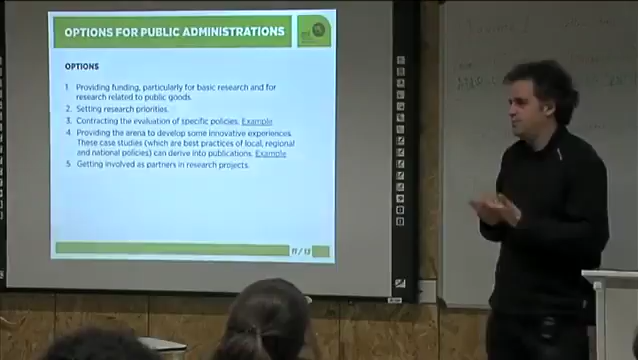 OPTIONS FOR PUBLIC ADMINISTRATIONS
OPTIONS
1 Providing funding, particularly for basic research and for
research related to public goods.
2 Setting research priorities.
3 Contracting the evaluation of specific policies. Example
4 Providing the arena to develop some innovative experiences.
These case studies (which are best practices of local, regional
and national policies) can derive into publications. Example
5 Getting involved as partners in research projects.
11 / 13